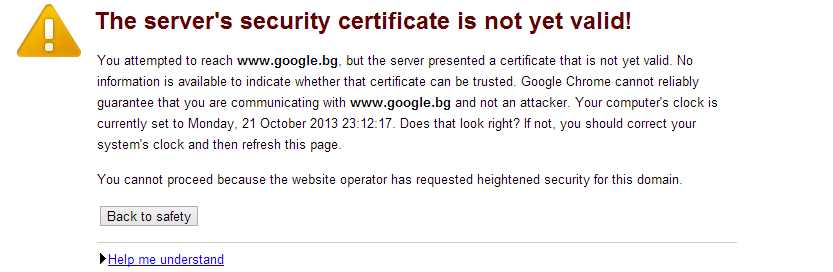 The server's security certificate is not yet valid!
You attempted to reach www.google.bg, but the server presented a certificate that is not yet valid. No
information is available to indicate whether that certificate can be trusted. Google Chrome cannot reliably
guarantee that you are communicating with www.google.bg and not an attacker. Your computer's clock is
currently set to Monday, 21 October 2013 23:12:17. Does that look right? If not, you should correct your
system's clock and then refresh this page.
You cannot proceed because the website operator has requested heightened security for this domain.
Back to safety
Help me understand